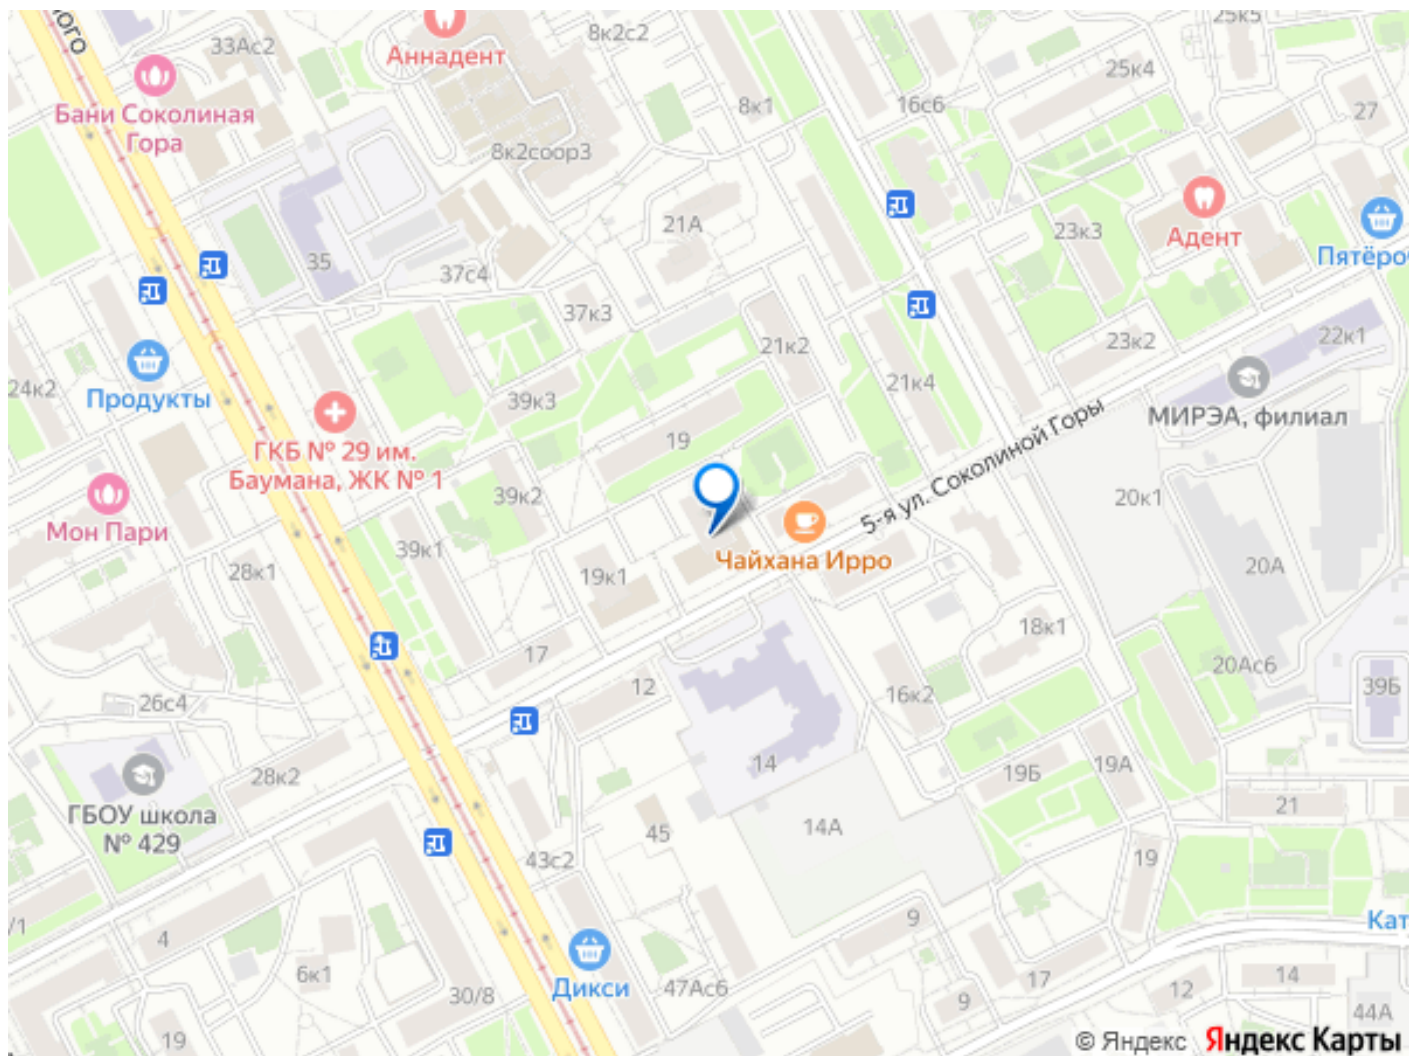 ого
33Ас2
Аннадент
8к2с2
25к5
25к4
Бани Соколиная
Гора
8к1
16с6
27
8к2соор3
21А
23к3
Адент
Пятёро
35
37с4
37к3
24к2
Продукты
39к3
21к2
21к4
23к2
22к1
МИРЭА, филиал
ГКБ № 29 им.
Баумана, ЖК № 1
19
5-я ул. Соколиной Горы
39к2
20к1
Мон Пари
39к1
28к1
19к1
Чайхана Ирро
20А
18к1
17
12
16к2
20Ас6
39Б
26с4
28к2
14
19Б
19А
21
ГБОУ школа
№ 429
45
14А
43с2
19
/1
4
9
Кат
6к1
30/8
Дикси
47Ас6
9
17
12
14
44А
19
© Яндекс Яндекс Карты